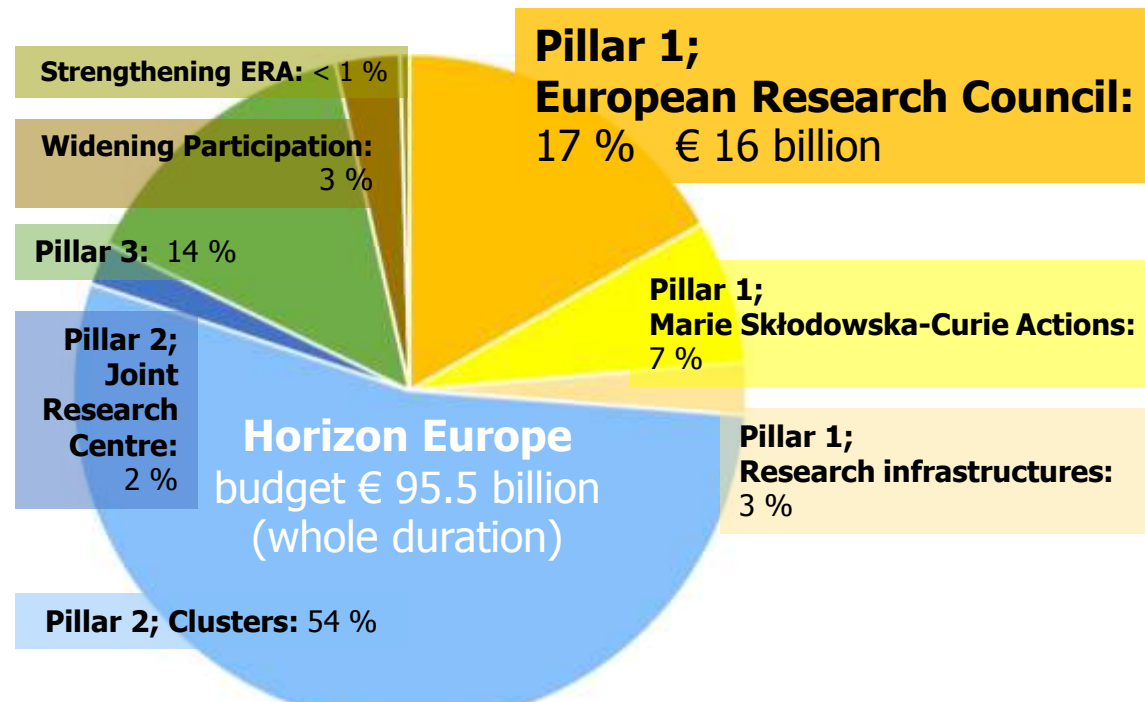 Pillar 1;
European Research Council:
17 % € 16 billion
Strengthening ERA: < 1 %
Widening Participation:
3 %
Pillar 3: 14 %
Pillar 1;
Marie Skłodowska-Curie Actions:
7 %
Pillar 2;
Joint
Research
Centre:
2 %
Horizon Europe
budget € 95.5 billion
(whole duration)
Pillar 1;
Research infrastructures:
3 %
Pillar 2; Clusters: 54 %